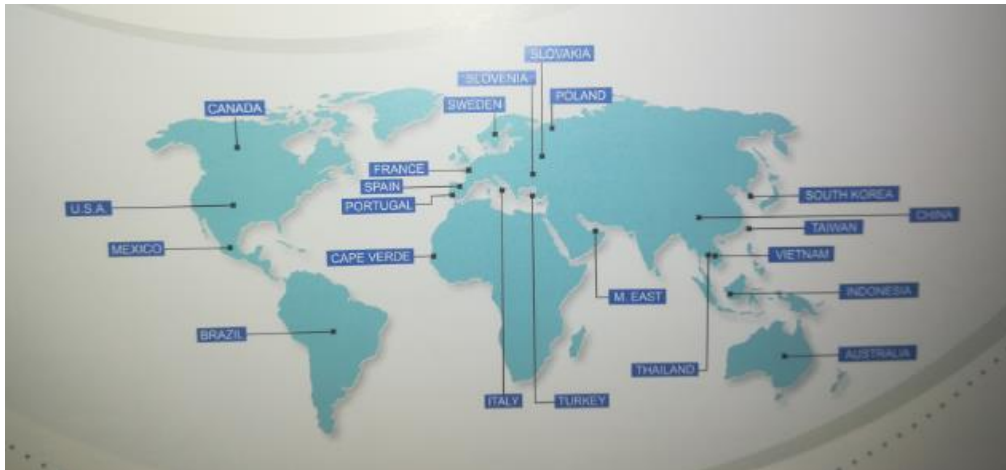 SLOVAKIA
SLOVENIA
POLAND
SWEDEN
CANADA
FRANCE
SPAIN
PORTUGAL
U.S.A.
SOUTH KOREA
CHINA
TAIWAN
MEXICO
CAPE VERDE
VIETNAM
M. EAST
INDONESIA
BRAZIL
AUSTRALIA
THAILAND
ITALY
TURKEY